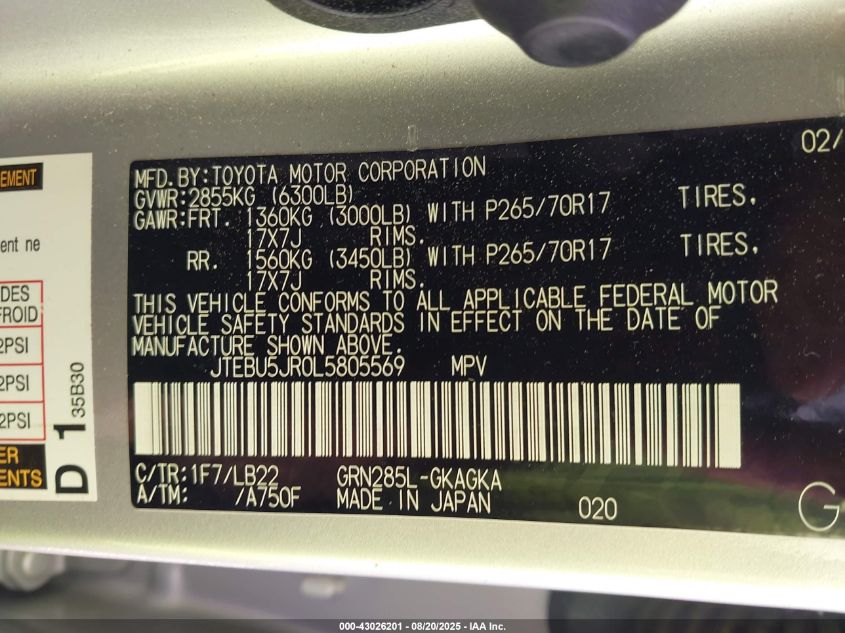 02/
MFD.BY:TOYOTA MOTOR CORPORATION
GVWR:2855KG (6300LB)
GAWR:FRT. 1360KG (3000LB) WITH P265/70R17 TIRES.
17X7J RIMS.
RR. 1560KG (3450LB) WITH P265/70R17 TIRES.
17X7J RIMS.
THIS VEHICLE CONFORMS TO ALL APPLICABLE FEDERAL MOTOR
VEHICLE SAFETY STANDARDS IN EFFECT ON THE DATE OF
MANUFACTURE SHOWN ABOVE.
JTEBU5JR0L5805569 MPV
C/TR:1F7/LB22 GRN285L-GKAGKA
A/TM: /A750F MADE IN JAPAN 020
G
EMENT
ent ne
DES
FROID
2PSI
2PSI
2PSI
ER
ENTS
D 1 35B30
000-43026201 - 08/20/2025 - IAA Inc.